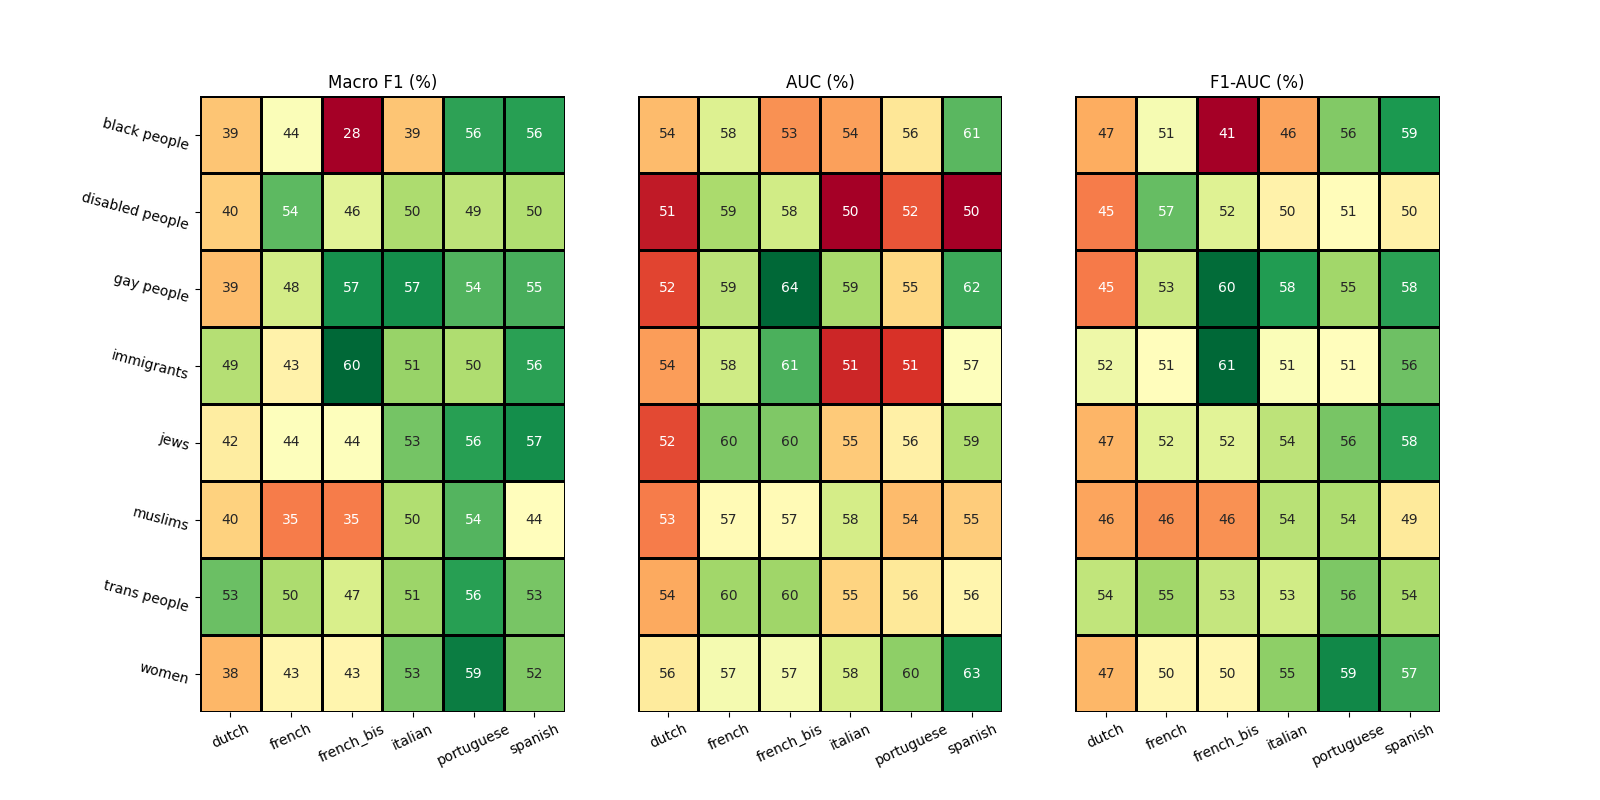 Macro F1 (%) AUC (%) F1-AUC (%)
black people 39 44 28 39 56 56 54 58 53 54 56 61 47 51 41 46 56 59
disabled people 40 54 46 50 49 50 51 59 58 50 52 50 45 57 52 50 51 50
gay people 39 48 57 57 54 55 52 59 64 59 55 62 45 53 60 58 55 58
immigrants 49 43 60 51 50 56 54 58 61 51 51 57 52 51 61 51 51 56
jews 42 44 44 53 56 57 52 60 60 55 56 59 47 52 52 54 56 58
muslims 40 35 35 50 54 44 53 57 57 58 54 55 46 46 46 54 54 49
trans people 53 50 47 51 56 53 54 60 60 55 56 56 54 55 53 53 56 54
women 38 43 43 53 59 52 56 57 57 58 60 63 47 50 50 55 59 57
dutch french french_bis italian portuguese spanish dutch french french_bis italian portuguese spanish dutch french french_bis italian portuguese spanish